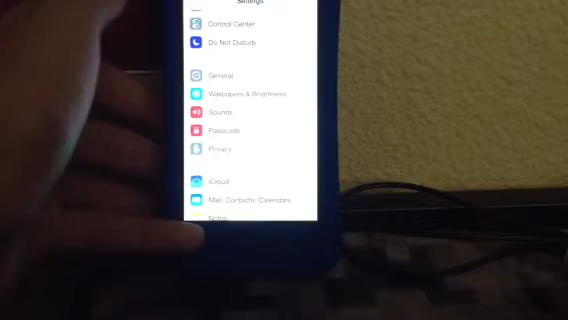 Settings
Control Center
Do Not Disturb
General
Wallpapers & Brightness
Sounds
Passcode
Privacy
iCloud
Mail, Contacts, Calendars
Notes